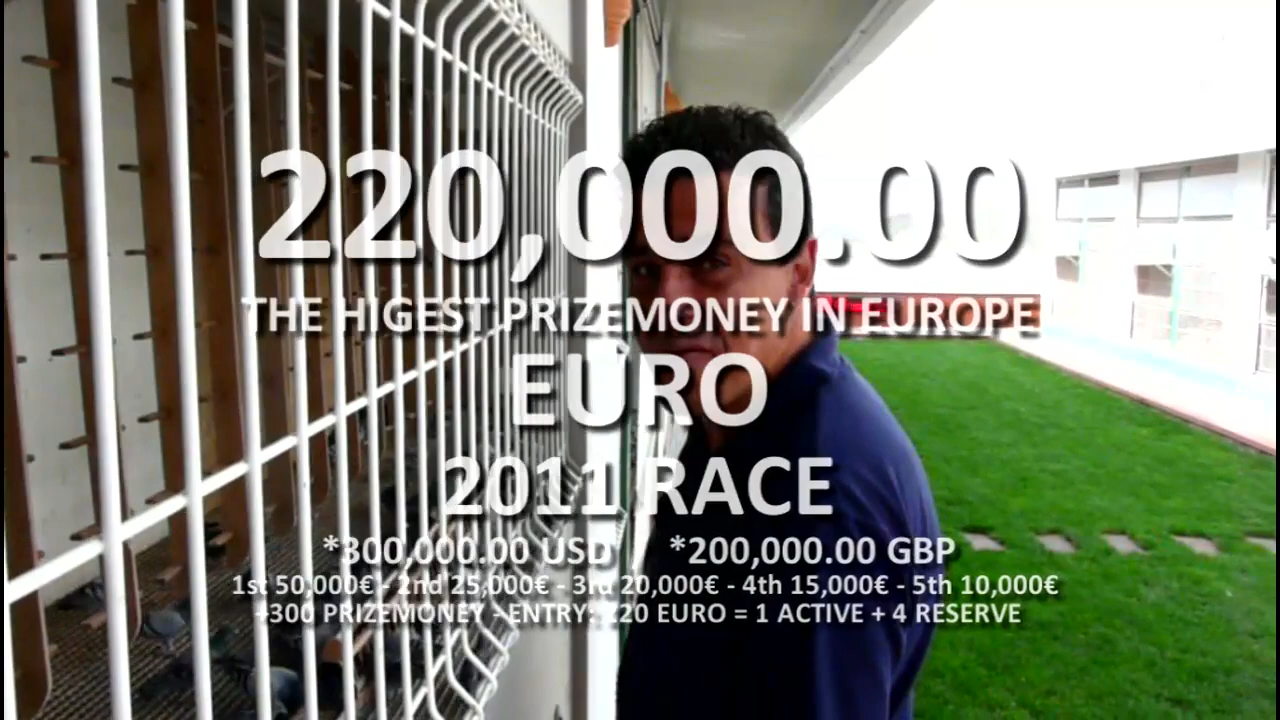 220,000.00
THE HIGEST PRIZEMONEY IN EUROPE
EURO
2011 RACE
*300,000.00 USD / *200,000.00 GBP
1st 50,000€ - 2nd 25,000€ - 3rd 20,000€ - 4th 15,000€ - 5th 10,000€
+300 PRIZEMONEY - ENTRY: 220 EURO = 1 ACTIVE + 4 RESERVE